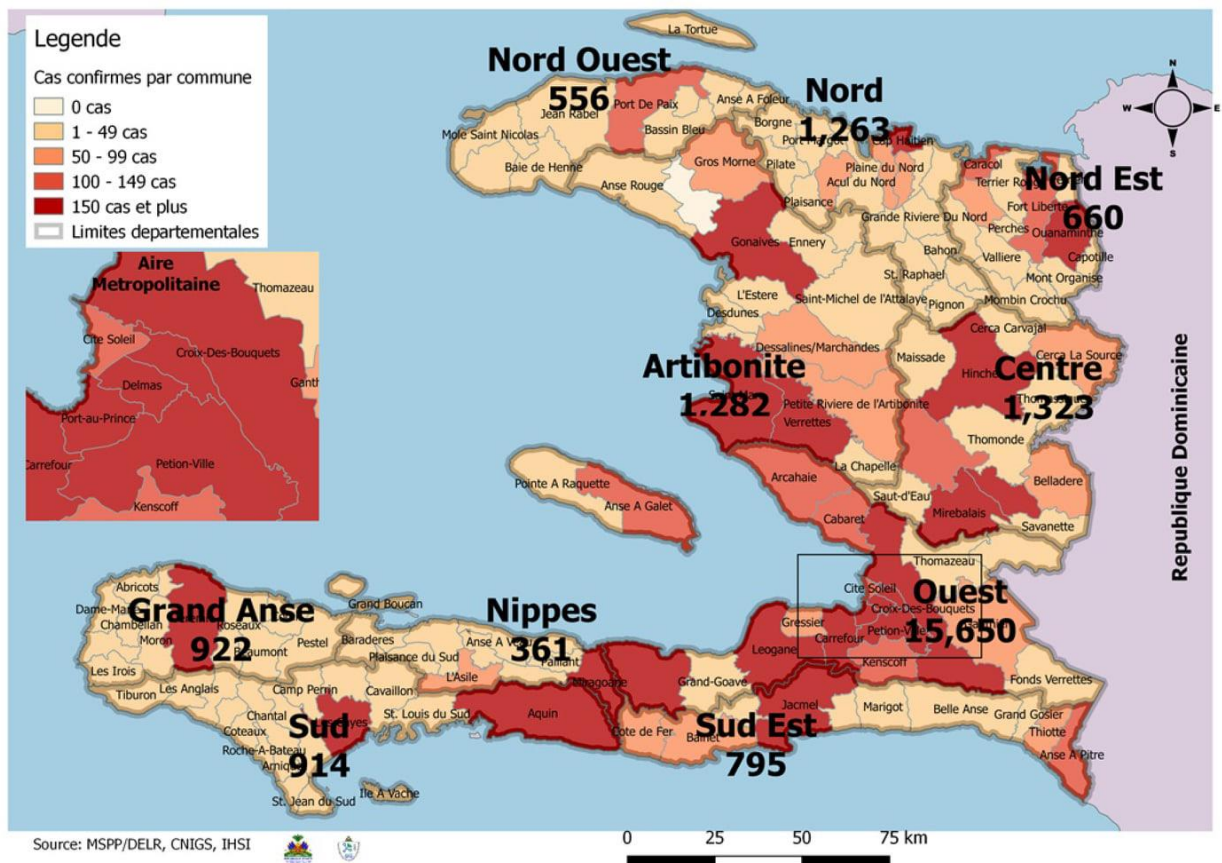 Legende
Cas confirmes par commune
0 cas
1 - 49 cas
50 - 99 cas
100 - 149 cas
150 cas et plus
Limites departementales
Aire
Metropolitaine
Thomazeau
Cite Soleil
Croix-Des-Bouquets
Delmas
Port-au-Prince
Carrefour
Petion-Ville
Kenscoff
La Tortue
Nord Ouest
556
Port De Paix
Jean Rabel
Anse A Foleur
Bassin Bleu
Mole Saint Nicolas
Baie de Henne
Nord
1,263
Borgne
Port Margot
Cap Haitien
Pilate
Plaine du Nord
Acul du Nord
Plaisance
Grande Riviere Du Nord
Bahon
St. Raphael
Pignon
N
W
E
S
Nord Est
660
Caracol
Fort Liberte
Ouanaminthe
Perches
Capotille
Valliere
Mont Organise
Mombin Crochu
Gros Morne
Anse Rouge
Gonaives
Ennery
Saint-Michel de l'Attalaye
L'Estere
Desdunes
Dessalines/Marchandes
Artibonite
1.282
Petite Riviere de l'Artibonite
Verrettes
La Chapelle
Cerca Carvajal
Maissade
Cerca La Source
Centre
1,323
Thomonde
Belladere
Saut-d'Eau
Mirebalais
Savanette
Republique Dominicaine
Arcahaie
Cabaret
Pointe A Raquette
Anse A Galet
Thomazeau
Cite Soleil
Ouest
15,650
Croix-Des-Bouquets
Gressier
Carrefour
Leogane
Kenscoff
Grand-Goave
Fonds Verrettes
Abricots
Grand Anse
922
Chambellan
Moron
Pestel
Les Irois
Nippes
361
Grand Boucan
Baraderes
Plaisance du Sud
L'Asile
Paillant
Miragoane
Tiburon
Les Anglais
Camp Perrin
Cavaillon
St. Louis du Sud
Aquin
Chantal
Sud
914
Coteaux
Roche-A-Bateau
St. Jean du Sud
Ile A Vache
Sud Est
795
Cote de Fer
Jacmel
Marigot
Belle Anse
Grand Gosier
Thiotte
Anse A Pitre
Source: MSPP/DELR, CNIGS, IHSI
0 25 50 75 km